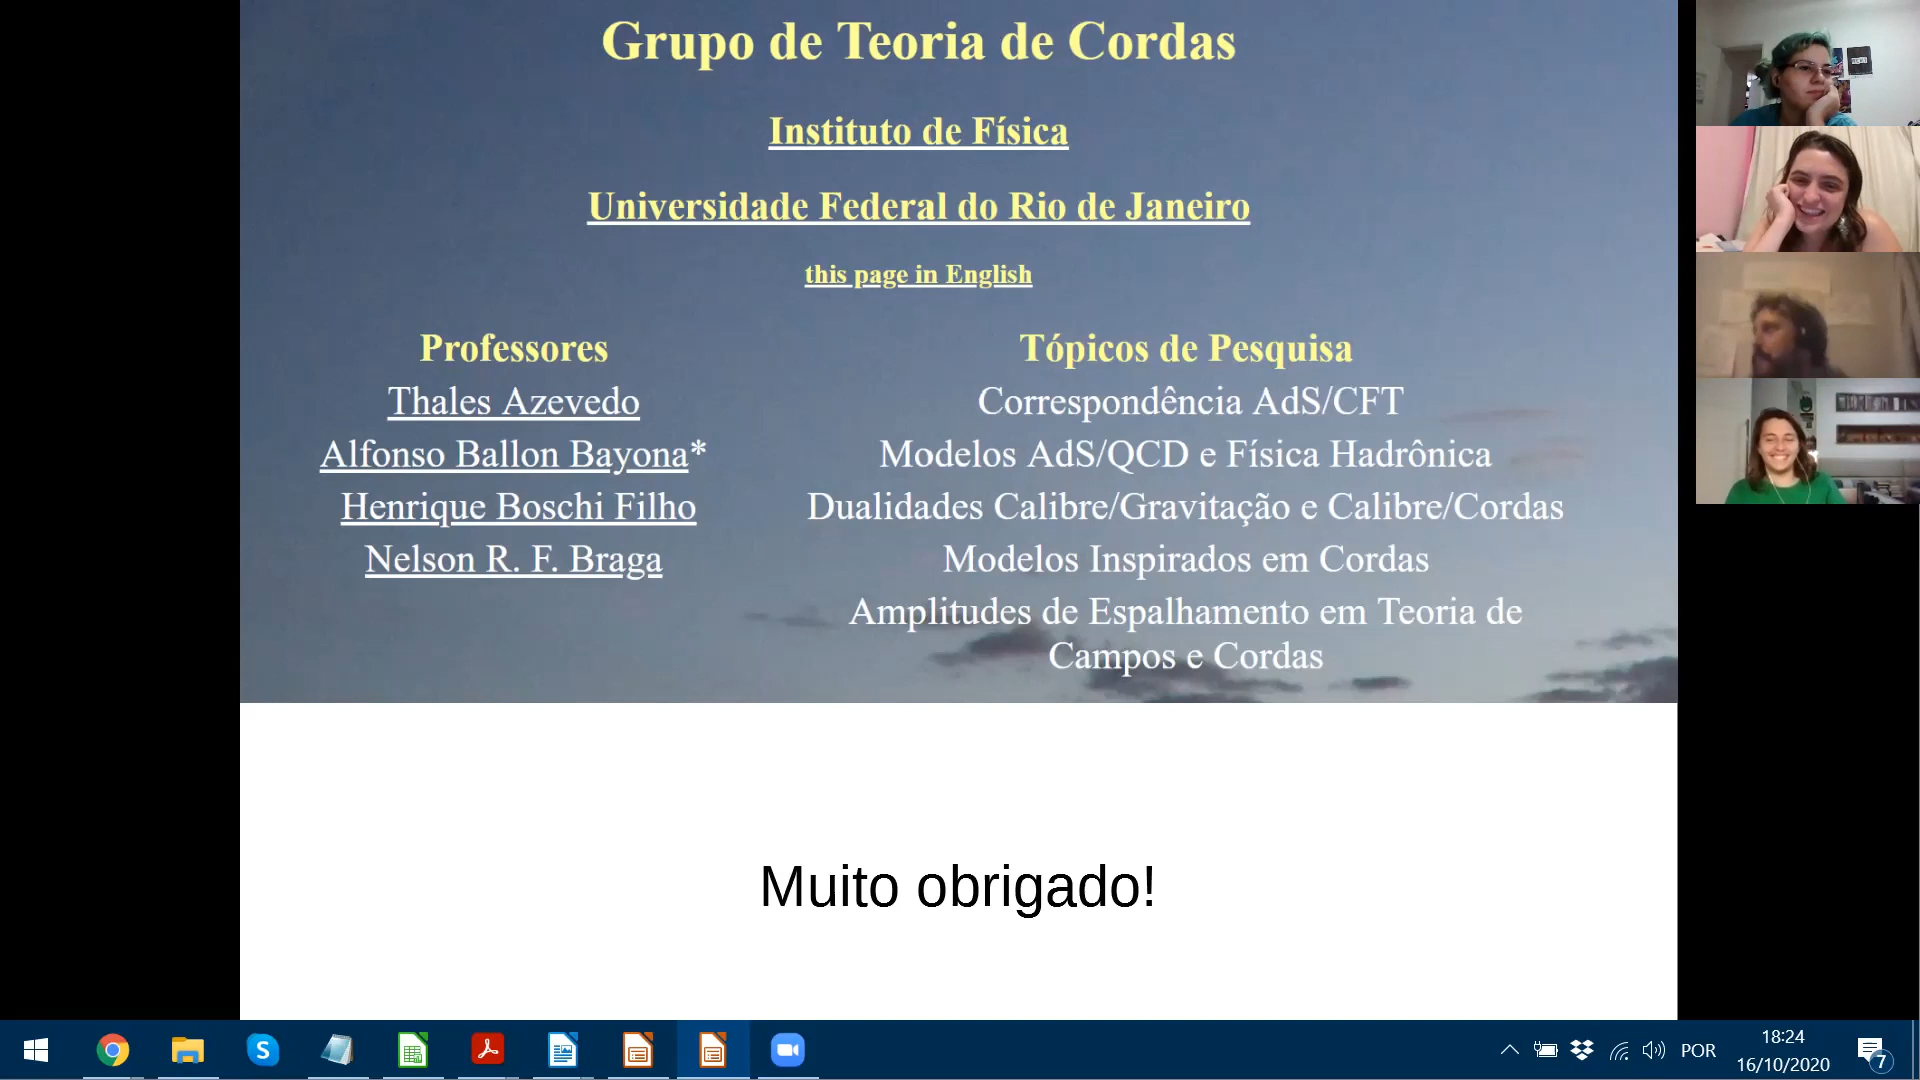 Grupo de Teoria de Cordas
Instituto de Física
Universidade Federal do Rio de Janeiro
this page in English
Professores
Thales Azevedo
Alfonso Ballon Bayona*
Henrique Boschi Filho
Nelson R. F. Braga
Tópicos de Pesquisa
Correspondência AdS/CFT
Modelos AdS/QCD e Física Hadrônica
Dualidades Calibre/Gravitação e Calibre/Cordas
Modelos Inspirados em Cordas
Amplitudes de Espalhamento em Teoria de
Campos e Cordas
Muito obrigado!
POR
18:24
16/10/2020
7